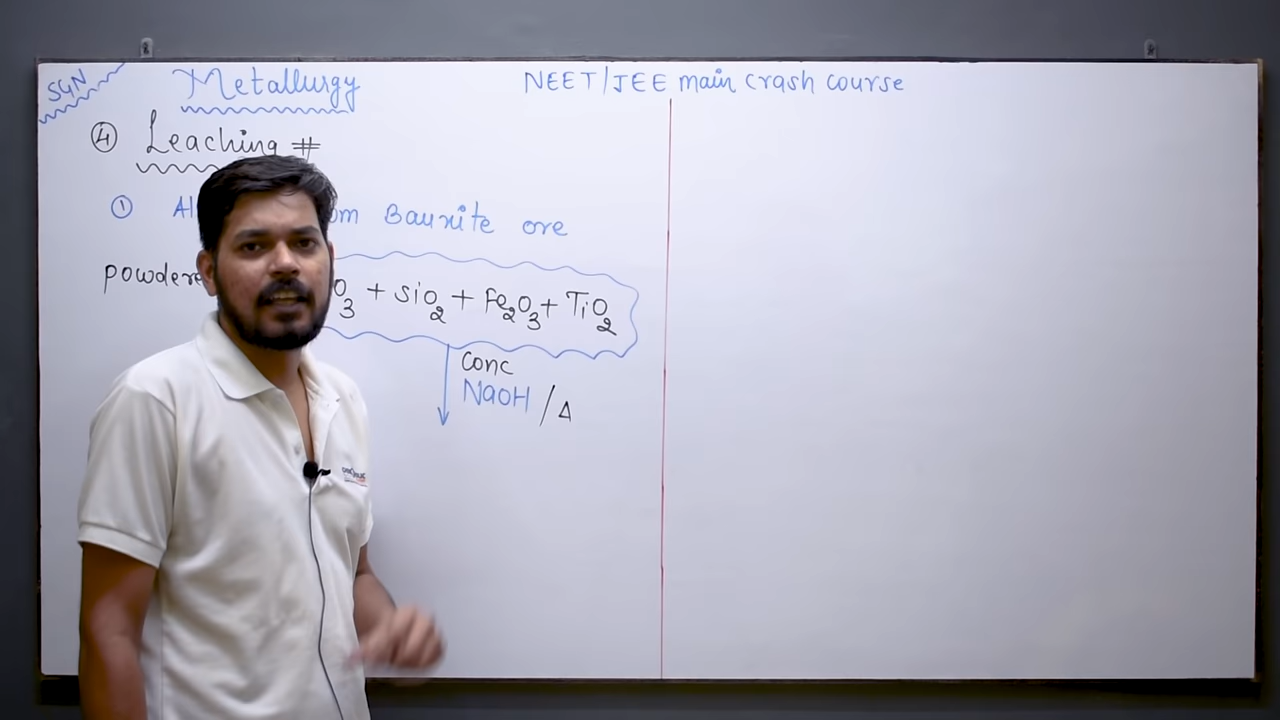 SGN
Metallurgy
NEET/JEE main crash course
④ Leaching #
① Al
om Bauxite ore
powdere
O₃ + SiO₂ + Fe₂O₃ + TiO₂
Conc
NaOH / Δ